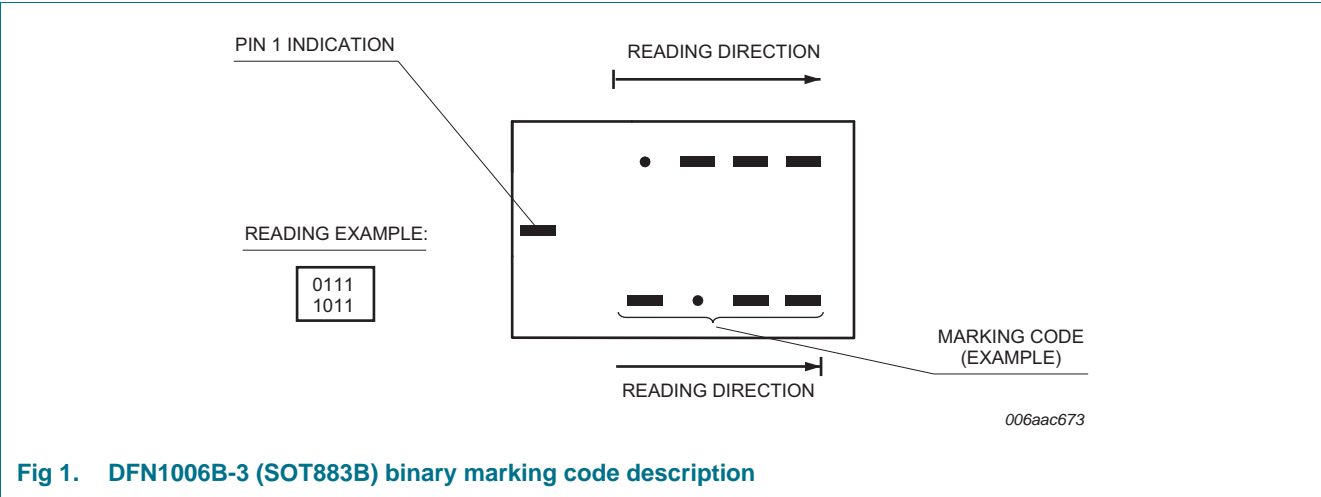 PIN 1 INDICATION
READING DIRECTION
READING EXAMPLE:
0111
1011
MARKING CODE
(EXAMPLE)
READING DIRECTION
006aac673
Fig 1. DFN1006B-3 (SOT883B) binary marking code description